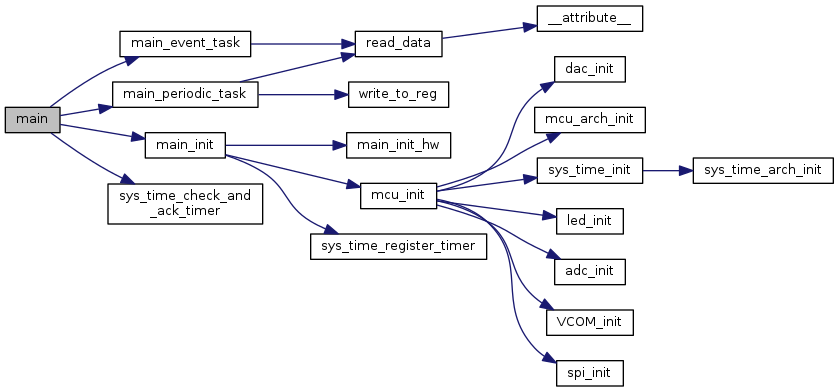 main
main_event_task
main_periodic_task
main_init
sys_time_check_and
_ack_timer
read_data
write_to_reg
main_init_hw
mcu_init
sys_time_register_timer
__attribute__
dac_init
mcu_arch_init
sys_time_init
led_init
adc_init
VCOM_init
spi_init
sys_time_arch_init